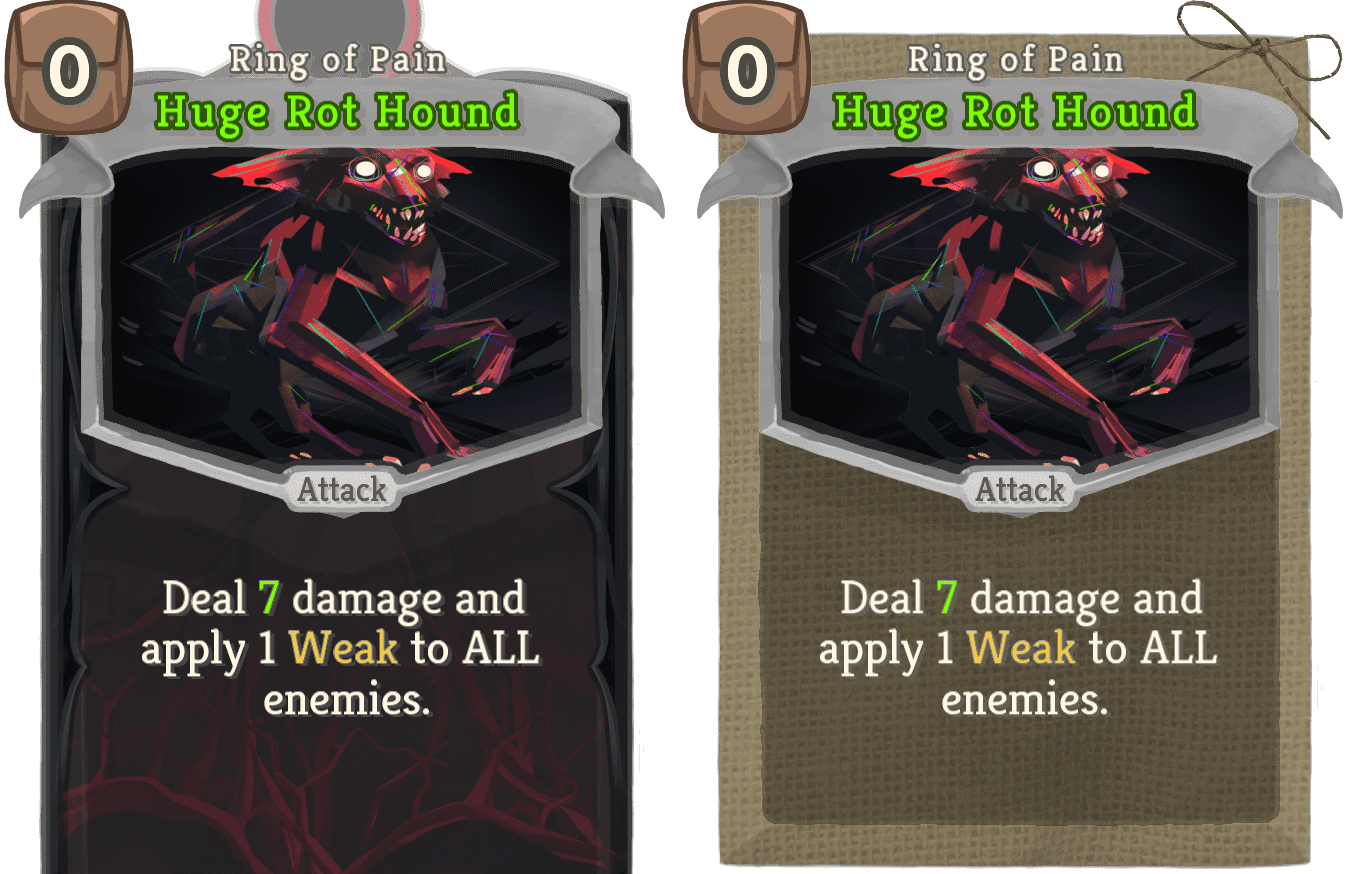 0
Ring of Pain
Huge Rot Hound
Attack
Deal 7 damage and
apply 1 Weak to ALL
enemies.
0
Ring of Pain
Huge Rot Hound
Attack
Deal 7 damage and
apply 1 Weak to ALL
enemies.